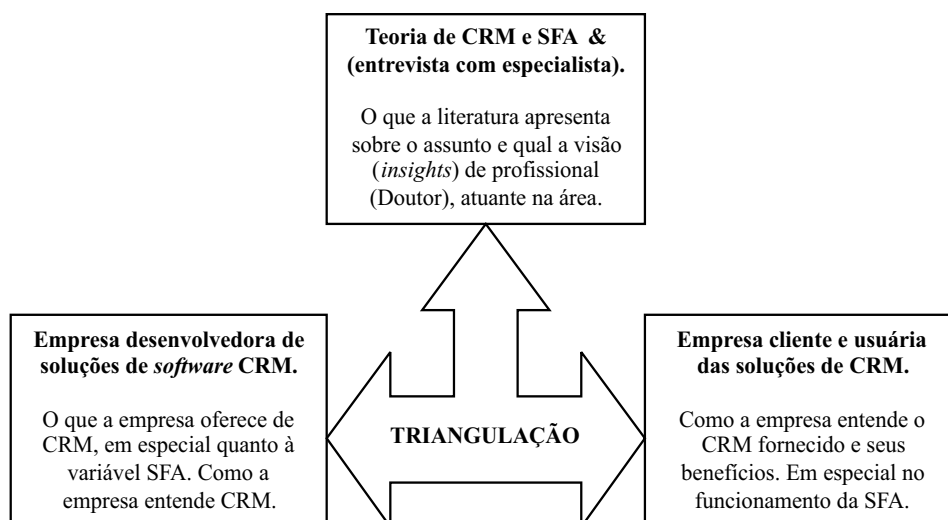 Teoria de CRM e SFA &
(entrevista com especialista).
O que a literatura apresenta
sobre o assunto e qual a visão
(insights) de profissional
(Doutor), atuante na área.
Empresa desenvolvedora de
soluções de software CRM.
O que a empresa oferece de
CRM, em especial quanto à
variável SFA. Como a
empresa entende CRM.
TRIANGULAÇÃO
Empresa cliente e usuária
das soluções de CRM.
Como a empresa entende o
CRM fornecido e seus
benefícios. Em especial no
funcionamento da SFA.